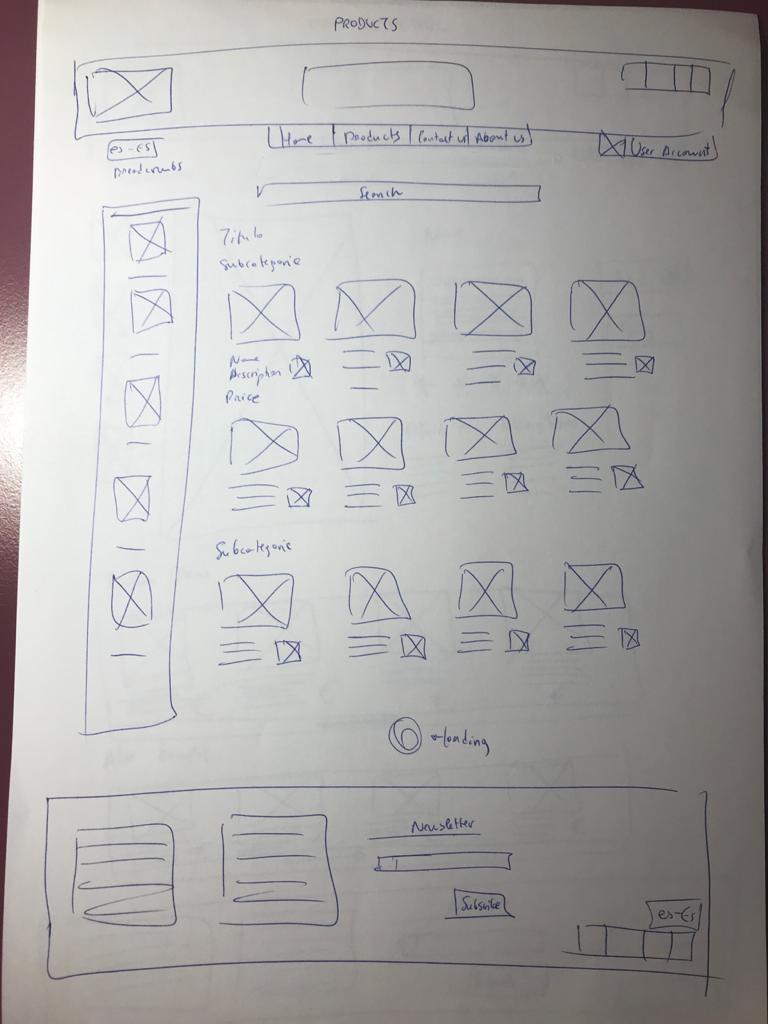 PRODUCTS
Home Products Contact us About us
es-ES
User Account
Breadcrumbs
Search
Titulo
Subcategorie
Name
Description
Price
Subcategorie
loading
Newsletter
Subscribe
es-ES